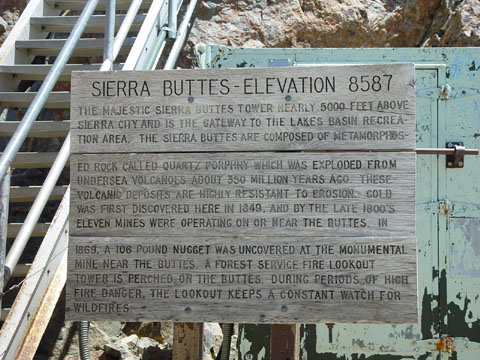 SIERRA BUTTES-ELEVATION 8587
THE MAJESTIC SIERRA BUTTES TOWER NEARLY 5000 FEET ABOVE
SIERRA CITY AND IS THE GATEWAY TO THE LAKES BASIN RECREA-
TION AREA. THE SIERRA BUTTES ARE COMPOSED OF METAMORPHOS-
ED ROCK CALLED QUARTZ PORPHRY WHICH WAS EXPLODED FROM
UNDERSEA VOLCANOES ABOUT 350 MILLION YEARS AGO. THESE
VOLCANIC DEPOSITS ARE HIGHLY RESISTANT TO EROSION. GOLD
WAS FIRST DISCOVERED HERE IN 1849, AND BY THE LATE 1800'S
ELEVEN MINES WERE OPERATING ON OR NEAR THE BUTTES. IN
1869, A 106 POUND NUGGET WAS UNCOVERED AT THE MONUMENTAL
MINE NEAR THE BUTTES. A FOREST SERVICE FIRE LOOKOUT
TOWER IS PERCHED ON THE BUTTES. DURING PERIODS OF HIGH
FIRE DANGER, THE LOOKOUT KEEPS A CONSTANT WATCH FOR
WILDFIRES